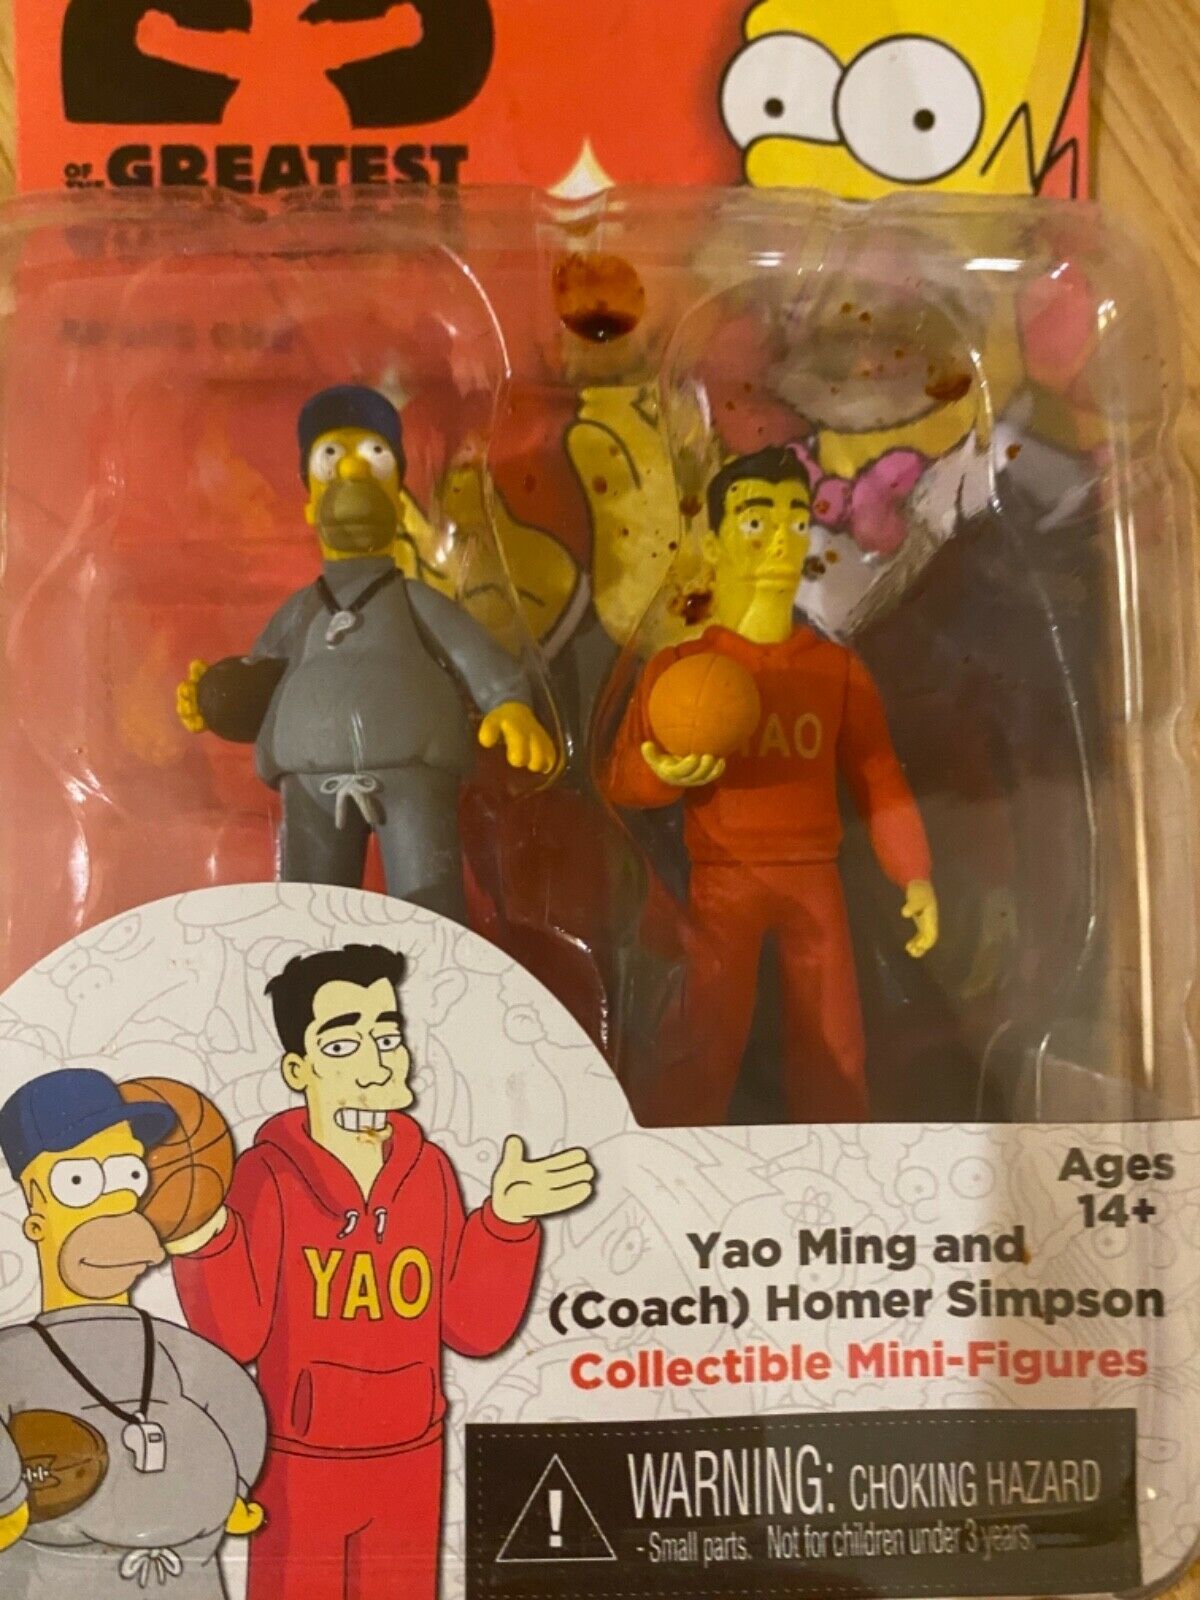 OF THE GREATEST
YAO
YAO
Ages
14+
Yao Ming and
(Coach) Homer Simpson
Collectible Mini-Figures
WARNING: CHOKING HAZARD
- Small parts. Not for children under 3 years.